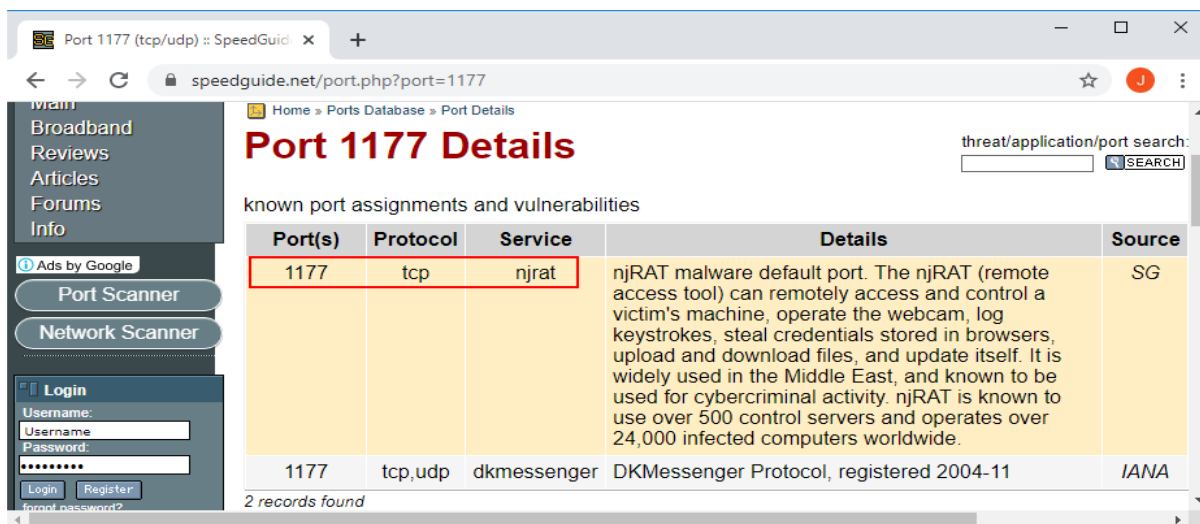 Port 1177 (tcp/udp) :: SpeedGuid
speedguide.net/port.php?port=1177
J
Main
Broadband
Reviews
Articles
Forums
Info
Ads by Google
Port Scanner
Network Scanner
Login
Username:
Username
Password:
•••••••••
Login Register
forgot password?
Home » Ports Database » Port Details
Port 1177 Details
threat/application/port search:
SEARCH
known port assignments and vulnerabilities
Port(s) Protocol Service Details Source
1177 tcp njrat njRAT malware default port. The njRAT (remote SG
access tool) can remotely access and control a
victim's machine, operate the webcam, log
keystrokes, steal credentials stored in browsers,
upload and download files, and update itself. It is
widely used in the Middle East, and known to be
used for cybercriminal activity. njRAT is known to
use over 500 control servers and operates over
24,000 infected computers worldwide.
1177 tcp,udp dkmessenger DKMessenger Protocol, registered 2004-11 IANA
2 records found